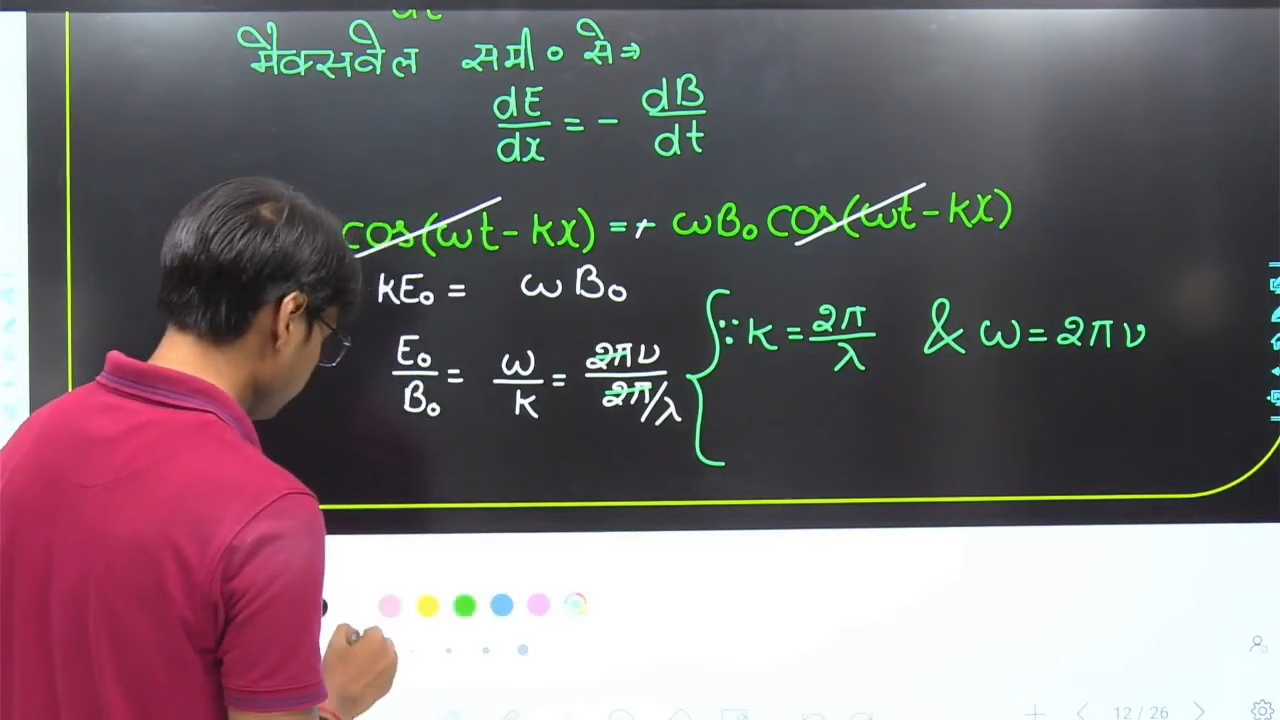 मैक्सवेल समी० से ⇒
dE/dx = - dB/dt
cos(ωt - kx) = + ωB₀ cos(ωt - kx)
kE₀ = ωB₀
E₀/B₀ = ω/k = 2πν/2π/λ { ∵ k = 2π/λ & ω = 2πν
12 / 26